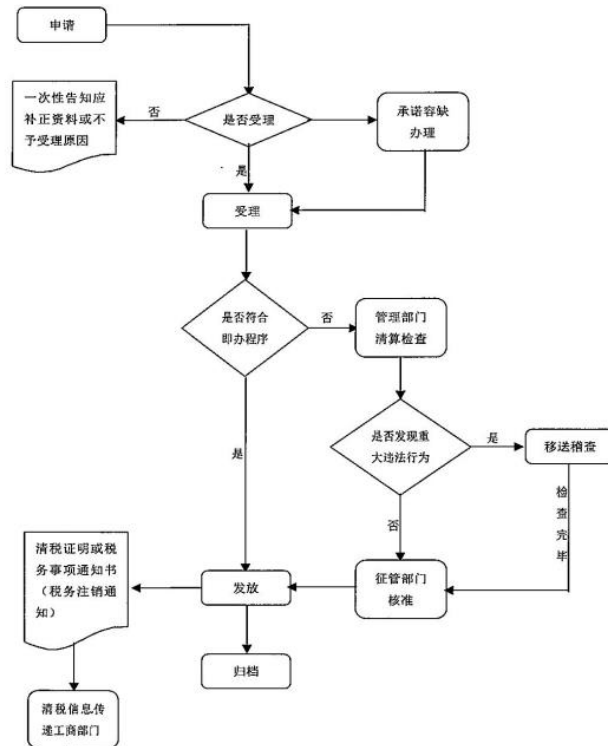 申请
一次性告知应
补正资料或不
予受理原因
否
是否受理
承诺容缺
办理
是
受理
是否符合
即办程序
否
管理部门
清算检查
是否发现重
大违法行为
是
移送稽查
是
否
检查完毕
清税证明或税
务事项通知书
（税务注销通
知）
发放
征管部门
核准
归档
清税信息传
递工商部门